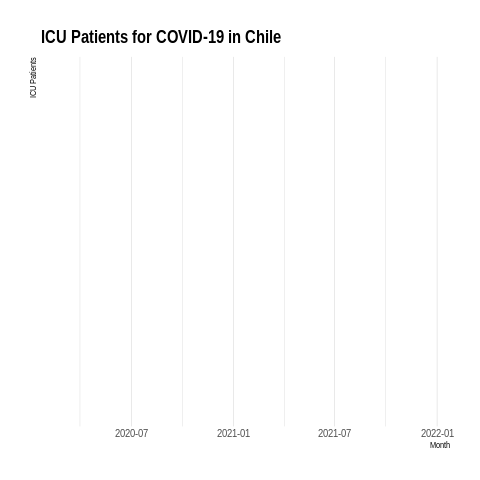 ICU Patients for COVID-19 in Chile
ICU Patients
2020-07 2021-01 2021-07 2022-01
Month